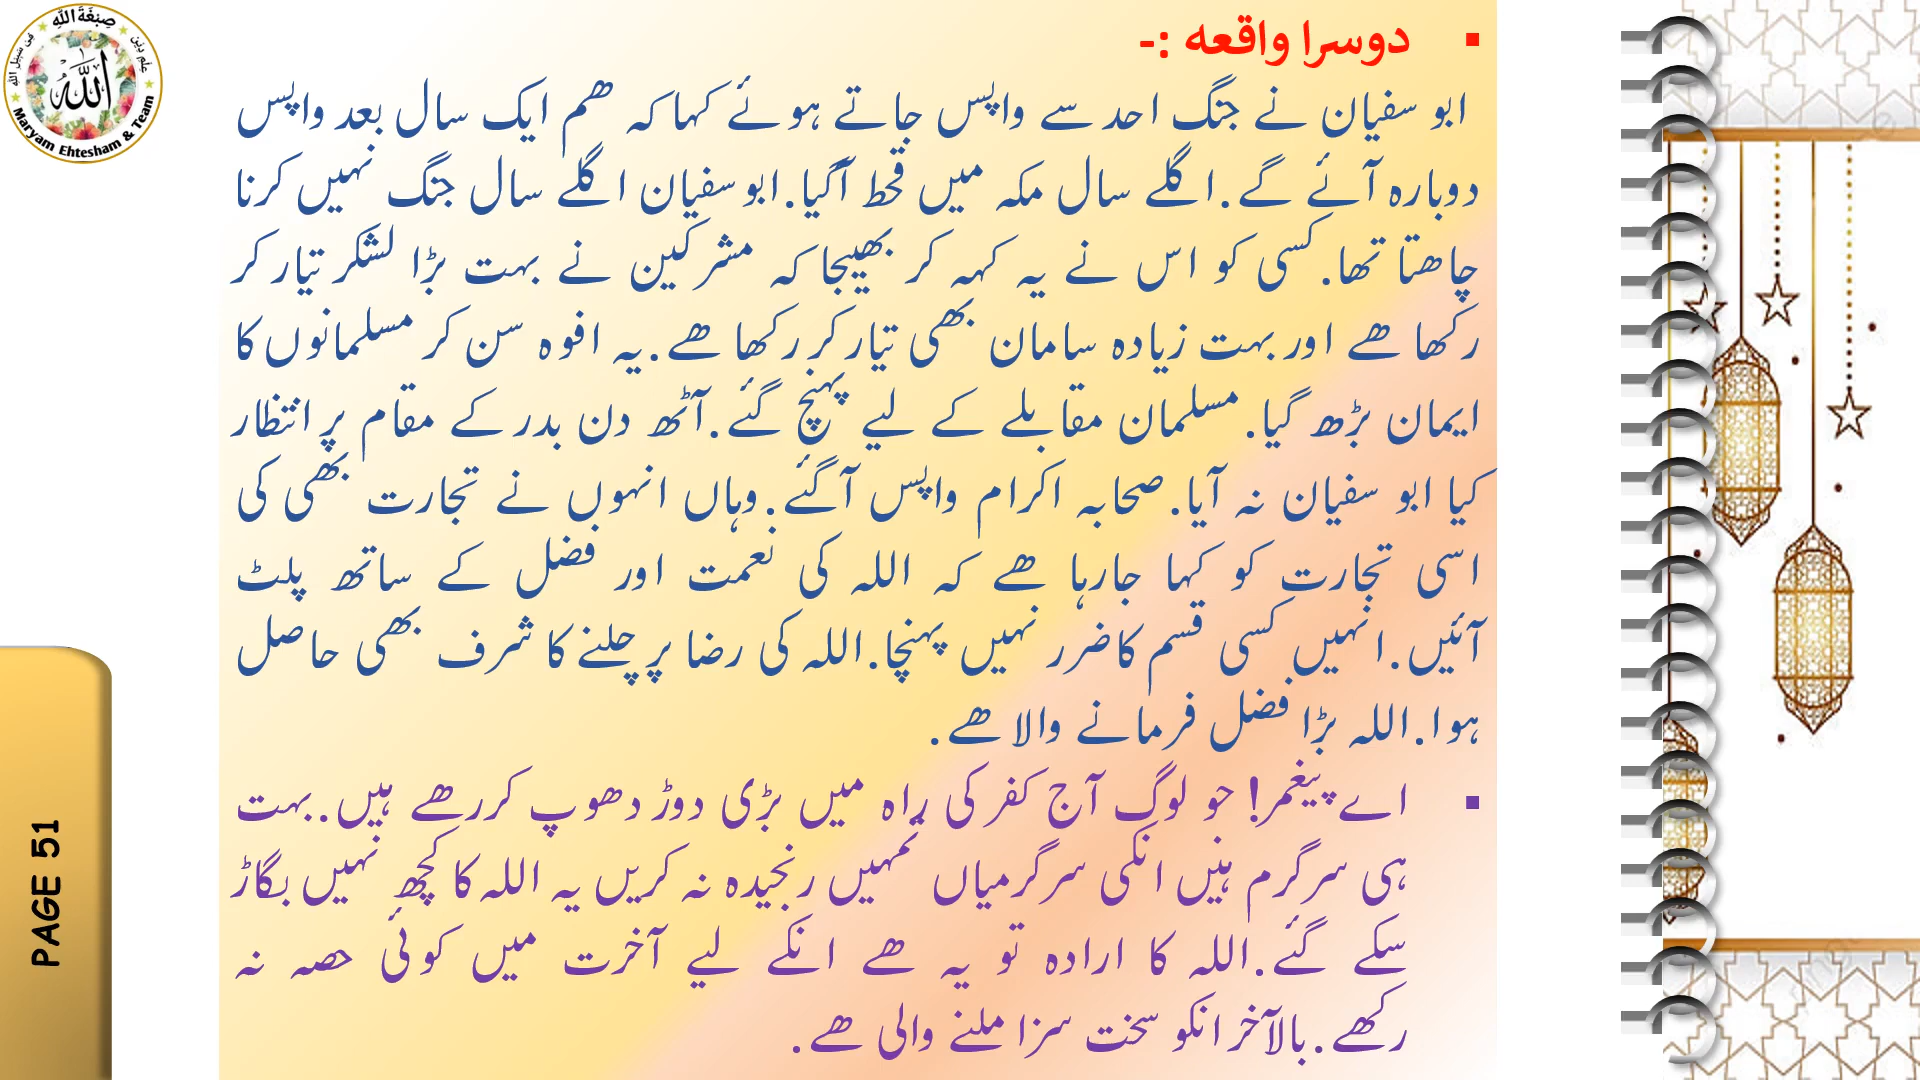 صِبْغَةَ اللّٰهِ
فِىْ سَبِيْلِ اللّٰهِ
عِلْمِ دِيْن
اللّٰه
Maryam Ehtesham & Team
▪ دوسرا واقعہ :-
ابو سفیان نے جنگ احد سے واپس جاتے ہوئے کہا کہ ھم ایک سال بعد واپس
دوبارہ آئے گے.اگلے سال مکہ میں قحط آگیا.ابو سفیان اگلے سال جنگ نہیں کرنا
چاھتا تھا.کسی کو اس نے یہ کہہ کر بھیجا کہ مشرکین نے بہت بڑا لشکر تیار کر
رکھا ھے اور بہت زیادہ سامان بھی تیار کر رکھا ھے.یہ افوہ سن کر مسلمانوں کا
ایمان بڑھ گیا. مسلمان مقابلے کے لیے پہنچ گئے.آٹھ دن بدر کے مقام پر انتظار
کیا ابو سفیان نہ آیا.صحابہ اکرام واپس آگئے.وہاں انہوں نے تجارت بھی کی
اسی تجارت کو کہا جارہا ھے کہ اللہ کی نعمت اور فضل کے ساتھ پلٹ
آئیں.انہیں کسی قسم کا ضرر نہیں پہنچا.اللہ کی رضا پر چلنے کا شرف بھی حاصل
ہوا.اللہ بڑا فضل فرمانے والا ھے.
▪ اے پیغمبر! جو لوگ آج کفر کی راہ میں بڑی دوڑ دھوپ کررھے ہیں.بہت
ہی سرگرم ہیں انکی سرگرمیاں تمہیں رنجیدہ نہ کریں یہ اللہ کا کچھ نہیں بگاڑ
سکے گئے.اللہ کا ارادہ تو یہ ھے انکے لیے آخرت میں کوئی حصہ نہ
رکھے.بالآخر انکو سخت سزا ملنے والی ھے.
PAGE 51